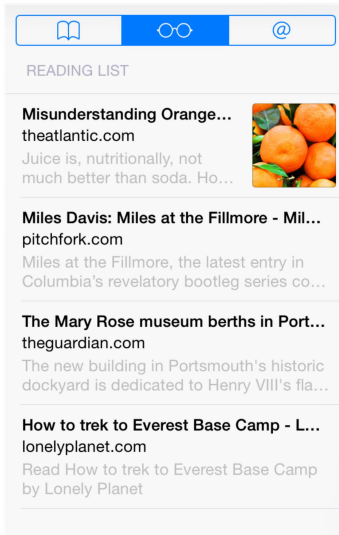 @
READING LIST
Misunderstanding Orange...
theatlantic.com
Juice is, nutritionally, not
much better than soda. Ho...
Miles Davis: Miles at the Fillmore - Mil...
pitchfork.com
Miles at the Fillmore, the latest entry in
Columbia's revelatory bootleg series co...
The Mary Rose museum berths in Port...
theguardian.com
The new building in Portsmouth's historic
dockyard is dedicated to Henry VIII's fla...
How to trek to Everest Base Camp - L...
lonelyplanet.com
Read How to trek to Everest Base Camp
by Lonely Planet